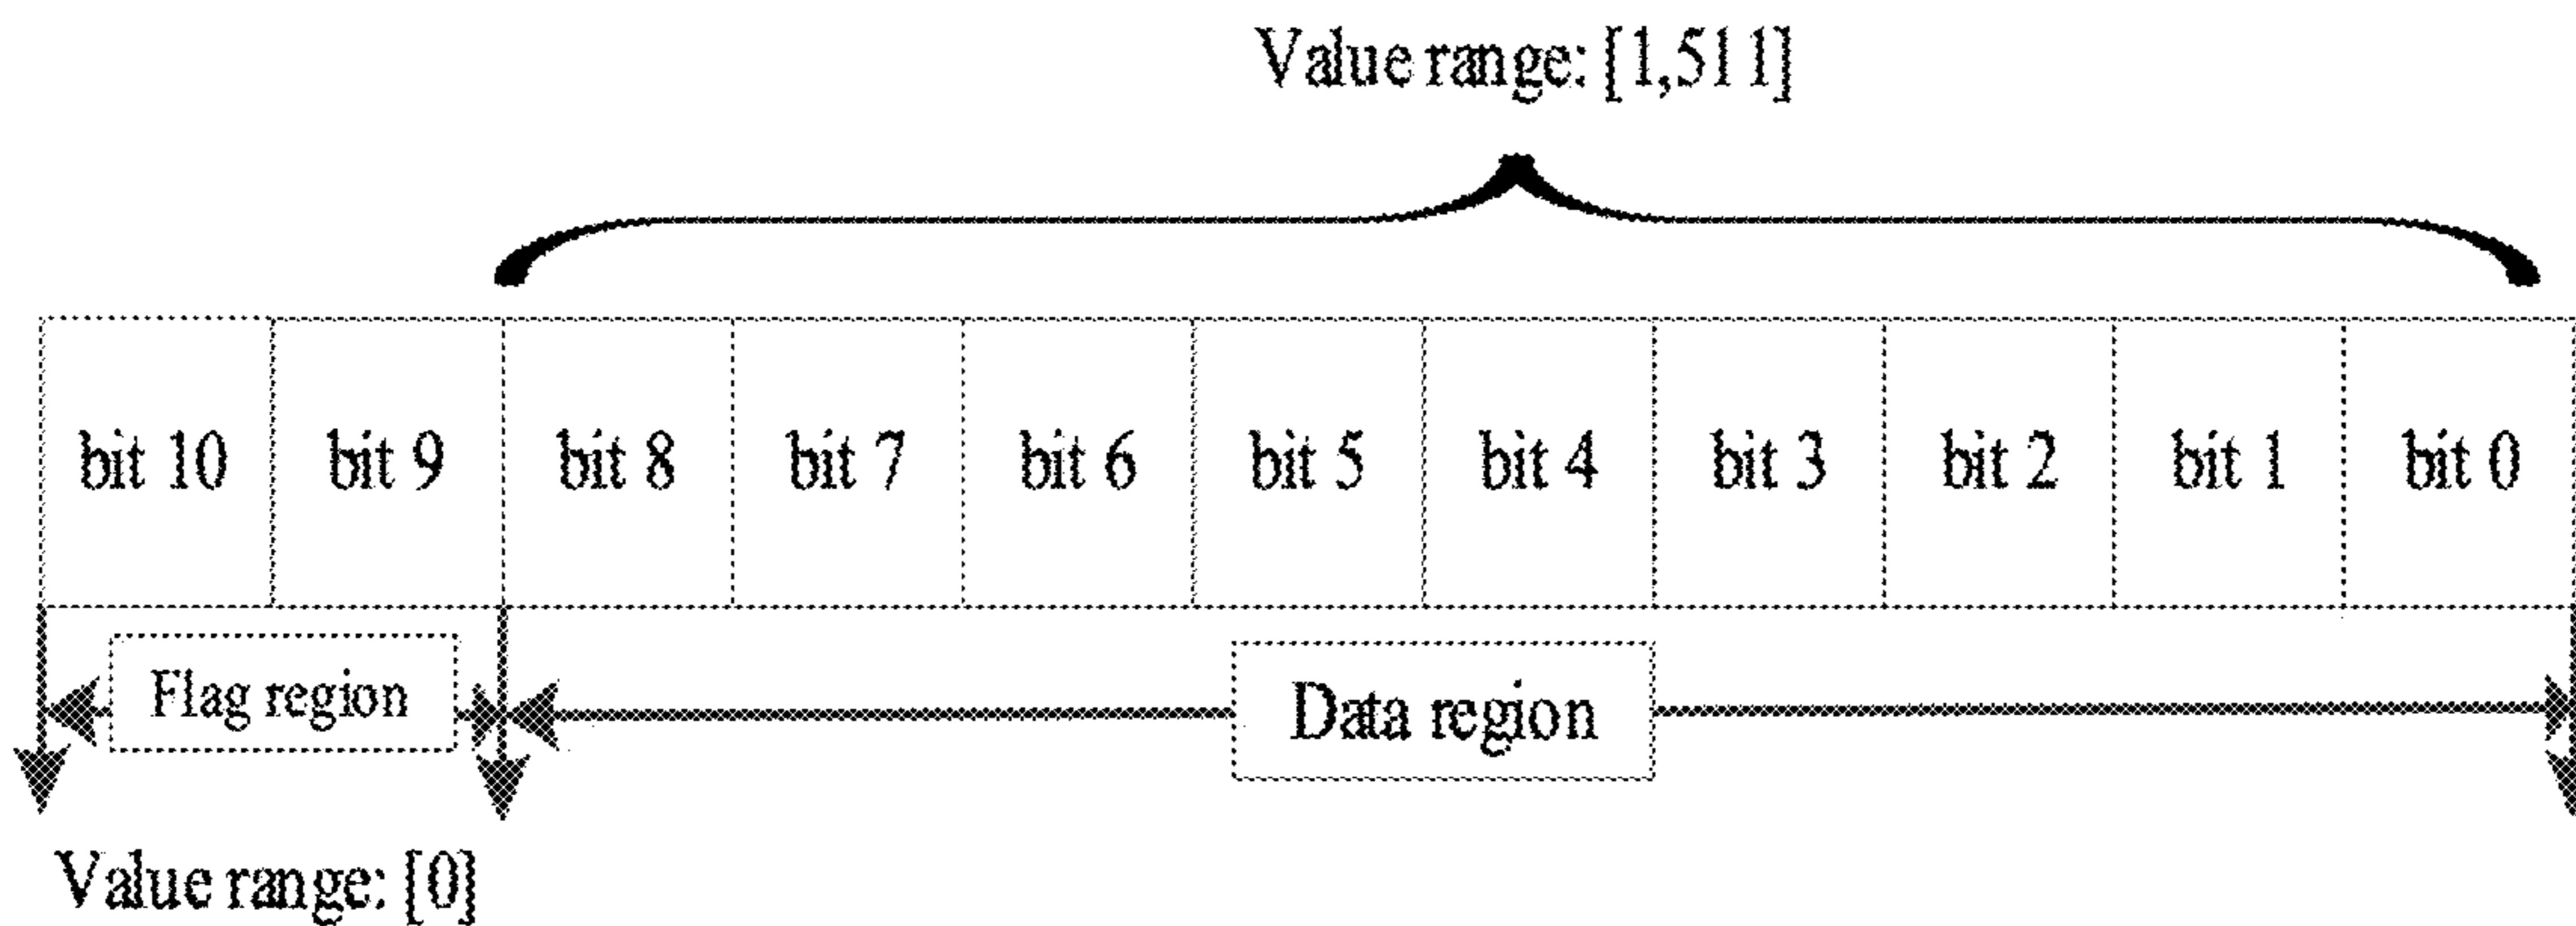 Value range: [1,511]
bit 10 bit 9 bit 8 bit 7 bit 6 bit 5 bit 4 bit 3 bit 2 bit 1 bit 0
Flag region Data region
Value range: [0]